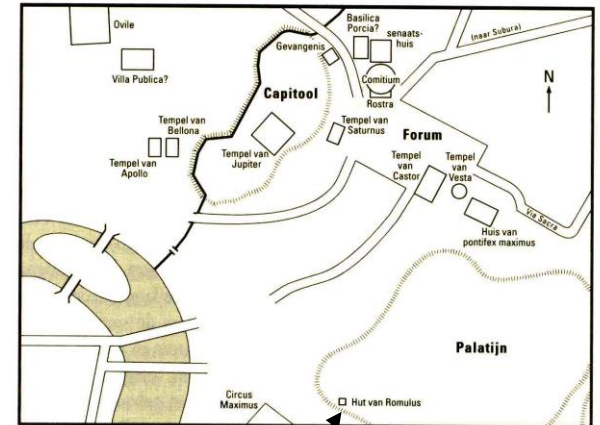 Ovile
Villa Publica?
Tempel van
Bellona
Tempel van
Apollo
Gevangenis
Capitool
Tempel van
Jupiter
Basilica
Porcia?
senaats-
huis
Comitium
Rostra
(naar Subura)
N
Tempel van
Saturnus
Forum
Tempel
van
Castor
Tempel
van
Vesta
Via Sacra
Huis van
pontifex maximus
Palatijn
Circus
Maximus
Hut van Romulus